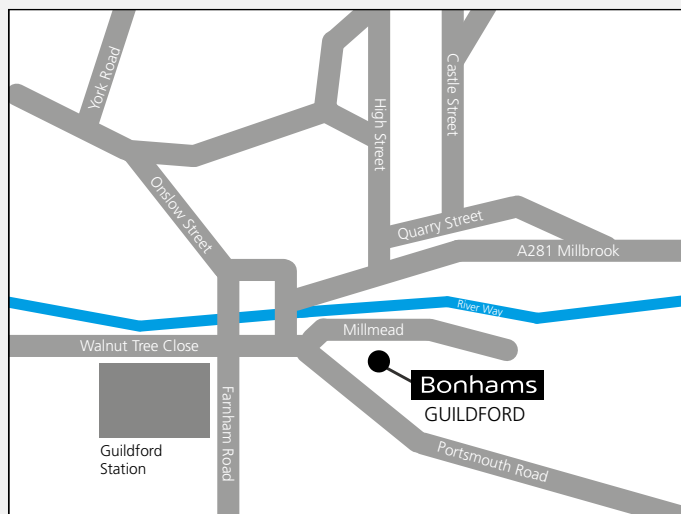 York Road
High Street
Castle Street
Onslow Street
Quarry Street
A281 Millbrook
River Way
Millmead
Walnut Tree Close
Bonhams
GUILDFORD
Farnham Road
Guildford
Station
Portsmouth Road